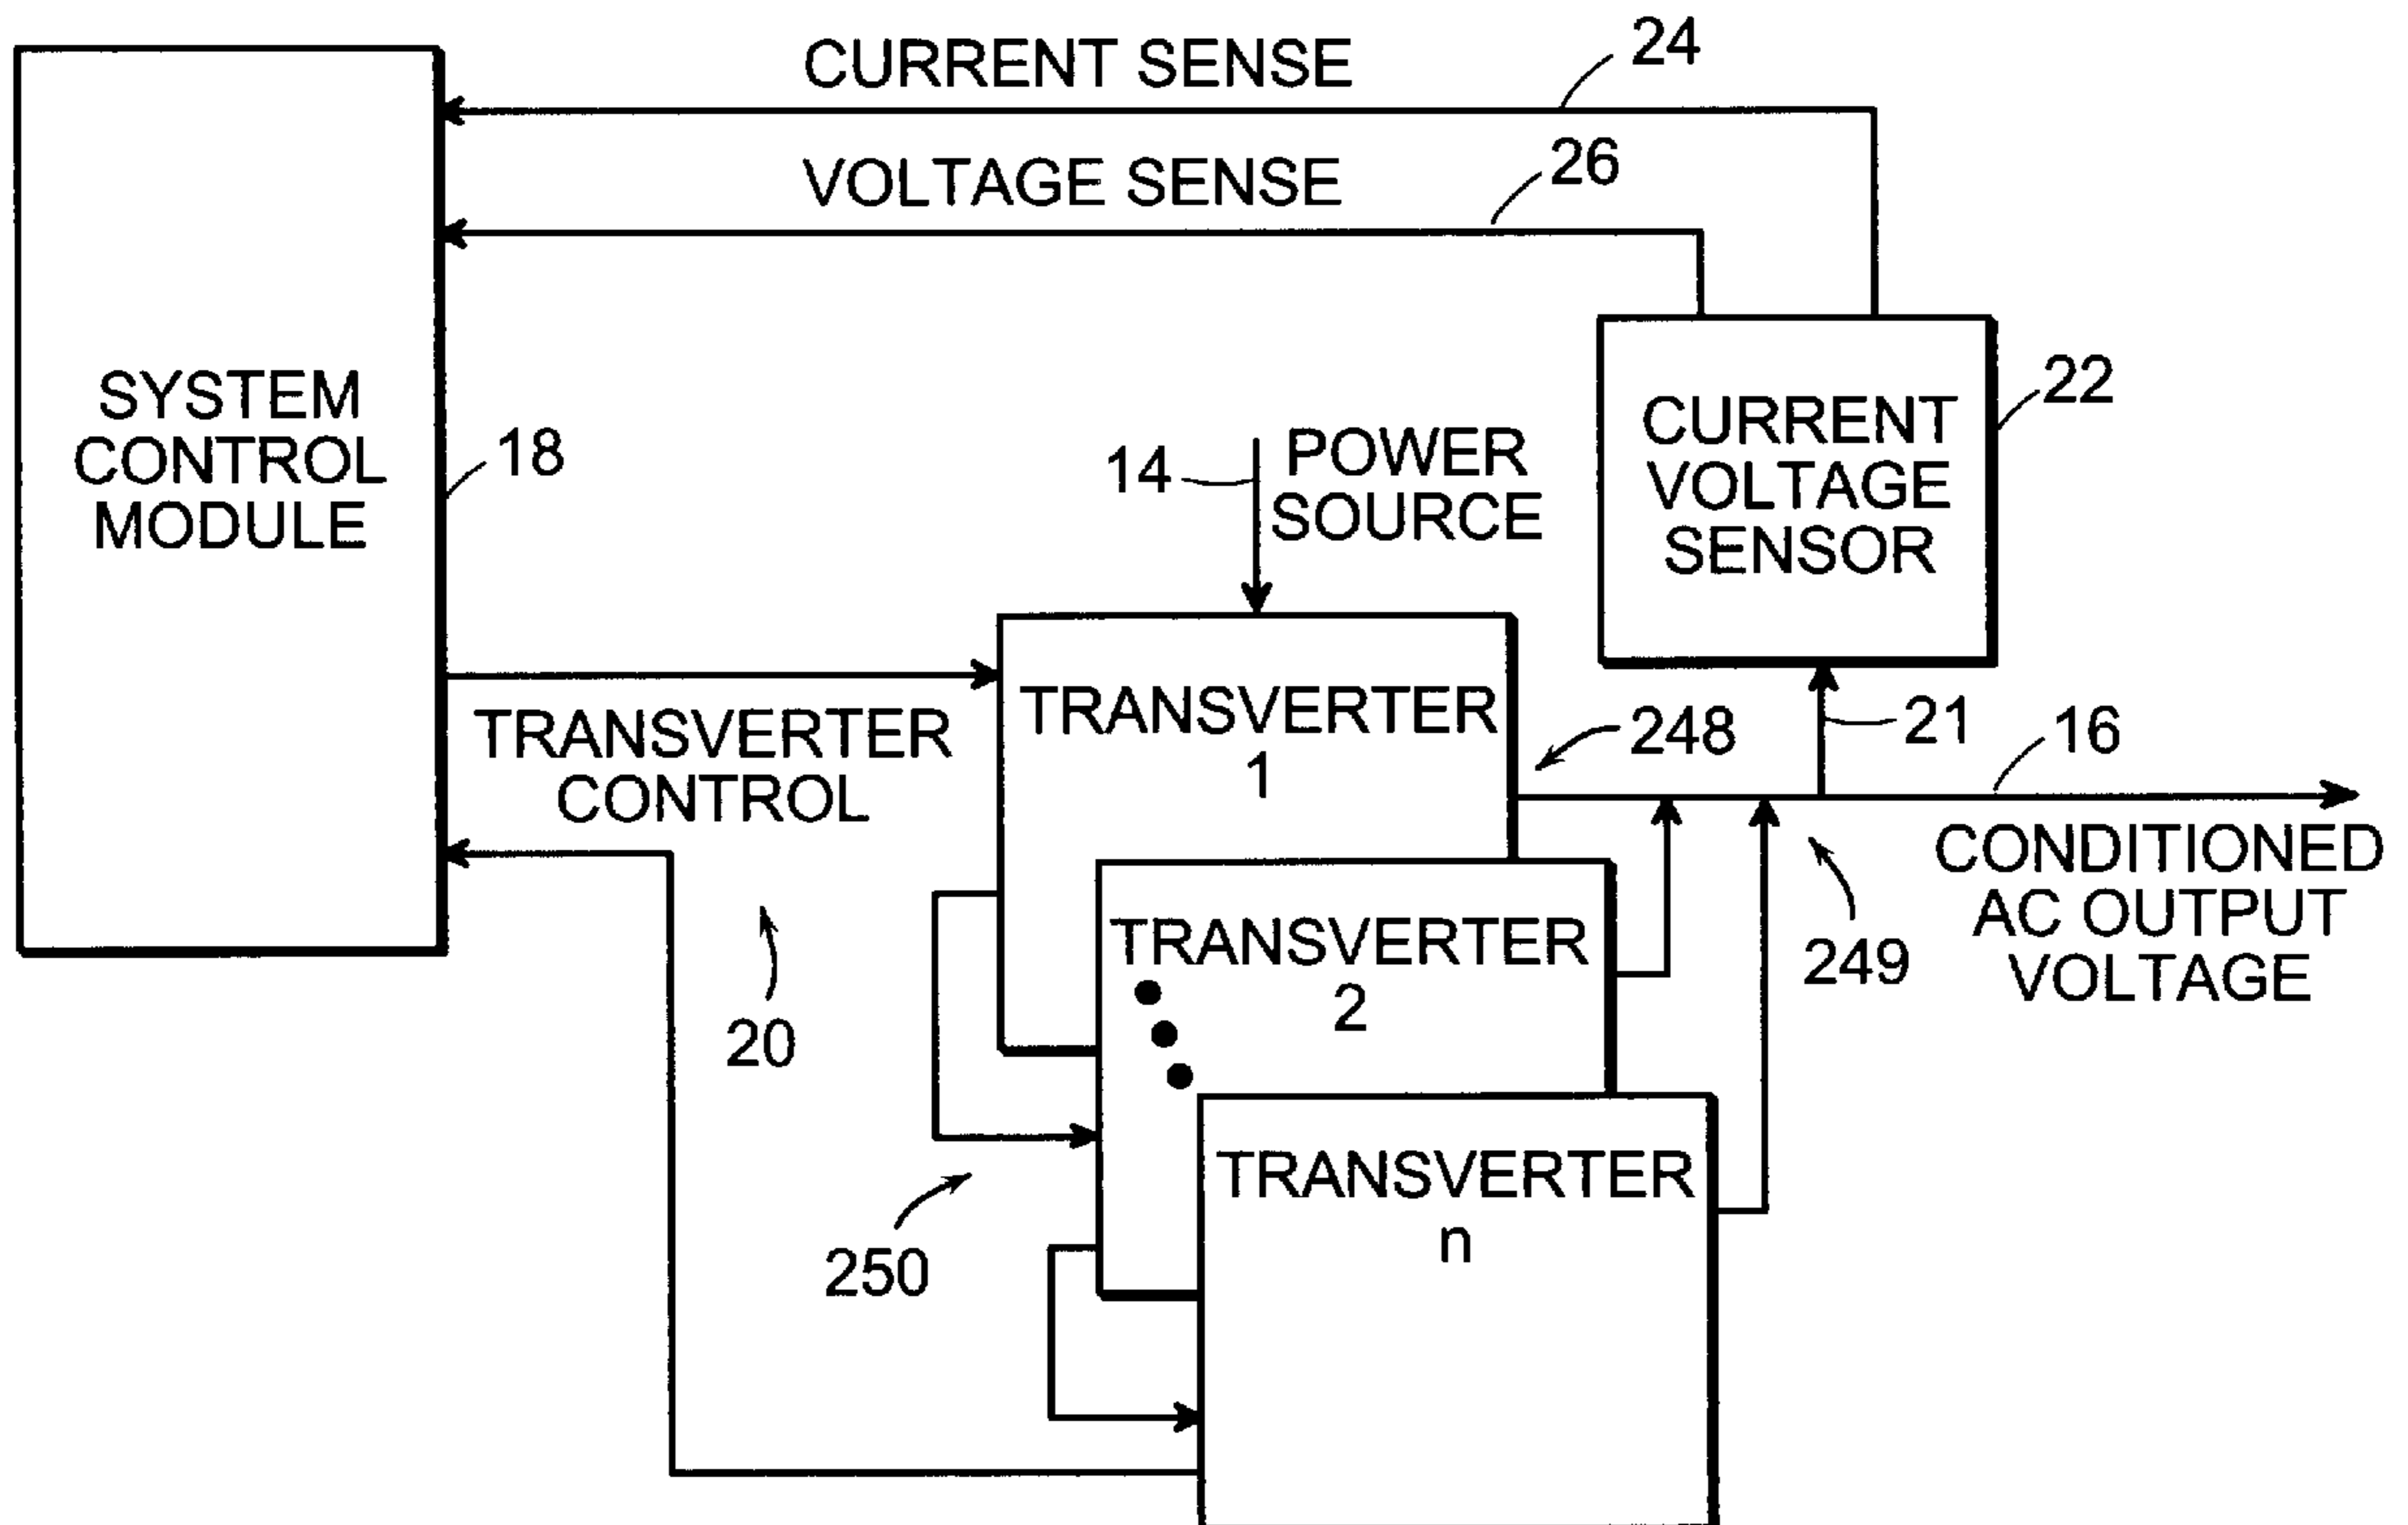 CURRENT SENSE
24
VOLTAGE SENSE
26
SYSTEM
CONTROL
MODULE
18
14
POWER
SOURCE
CURRENT
VOLTAGE
SENSOR
22
TRANSVERTER
CONTROL
20
TRANSVERTER
1
248
21
16
CONDITIONED
AC OUTPUT
VOLTAGE
249
TRANSVERTER
2
250
TRANSVERTER
n